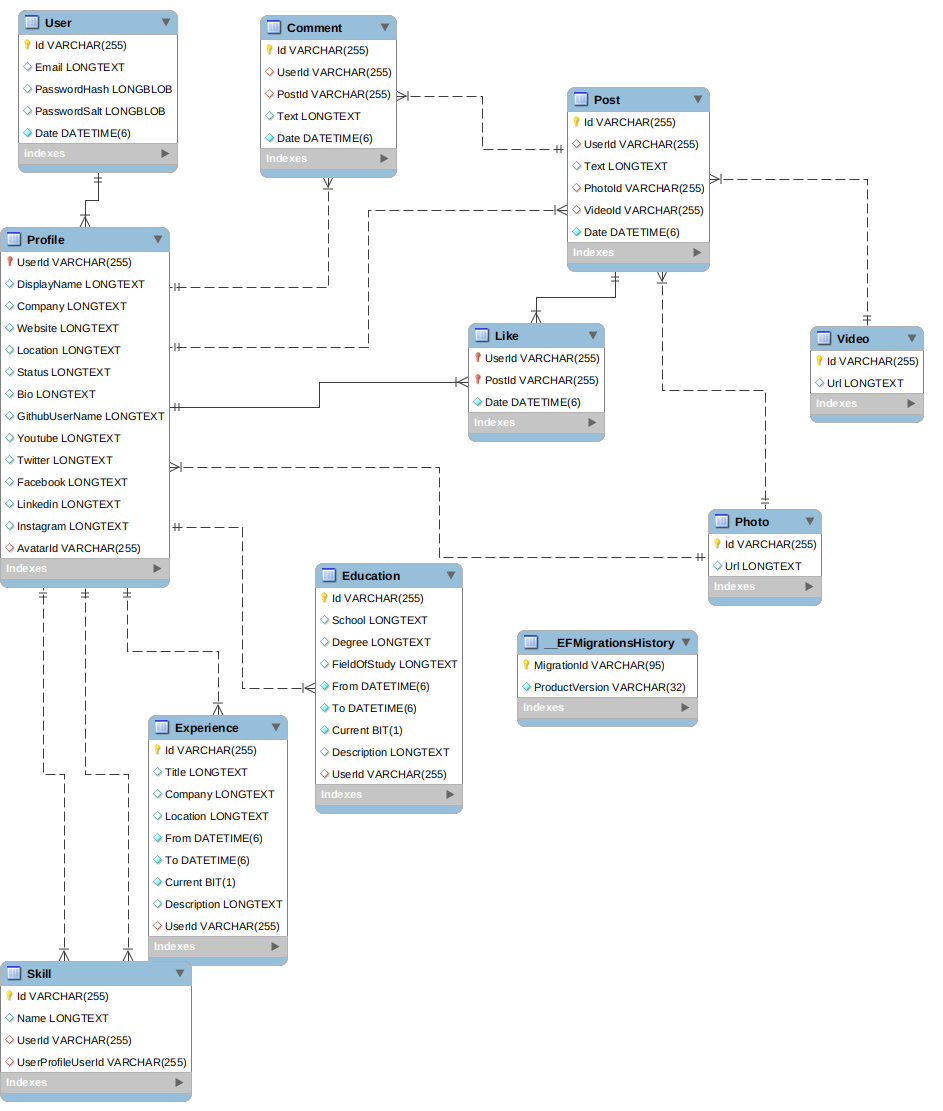 User
Id VARCHAR(255)
Email LONGTEXT
PasswordHash LONGBLOB
PasswordSalt LONGBLOB
Date DATETIME(6)
Indexes
Comment
Id VARCHAR(255)
UserId VARCHAR(255)
PostId VARCHAR(255)
Text LONGTEXT
Date DATETIME(6)
Indexes
Post
Id VARCHAR(255)
UserId VARCHAR(255)
Text LONGTEXT
PhotoId VARCHAR(255)
VideoId VARCHAR(255)
Date DATETIME(6)
Indexes
Profile
UserId VARCHAR(255)
DisplayName LONGTEXT
Company LONGTEXT
Website LONGTEXT
Location LONGTEXT
Status LONGTEXT
Bio LONGTEXT
GithubUserName LONGTEXT
Youtube LONGTEXT
Twitter LONGTEXT
Facebook LONGTEXT
Linkedin LONGTEXT
Instagram LONGTEXT
AvatarId VARCHAR(255)
Indexes
Like
UserId VARCHAR(255)
PostId VARCHAR(255)
Date DATETIME(6)
Indexes
Video
Id VARCHAR(255)
Url LONGTEXT
Indexes
Photo
Id VARCHAR(255)
Url LONGTEXT
Indexes
Education
Id VARCHAR(255)
School LONGTEXT
Degree LONGTEXT
FieldOfStudy LONGTEXT
From DATETIME(6)
To DATETIME(6)
Current BIT(1)
Description LONGTEXT
UserId VARCHAR(255)
Indexes
__EFMigrationsHistory
MigrationId VARCHAR(95)
ProductVersion VARCHAR(32)
Indexes
Experience
Id VARCHAR(255)
Title LONGTEXT
Company LONGTEXT
Location LONGTEXT
From DATETIME(6)
To DATETIME(6)
Current BIT(1)
Description LONGTEXT
UserId VARCHAR(255)
Indexes
Skill
Id VARCHAR(255)
Name LONGTEXT
UserId VARCHAR(255)
UserProfileUserId VARCHAR(255)
Indexes